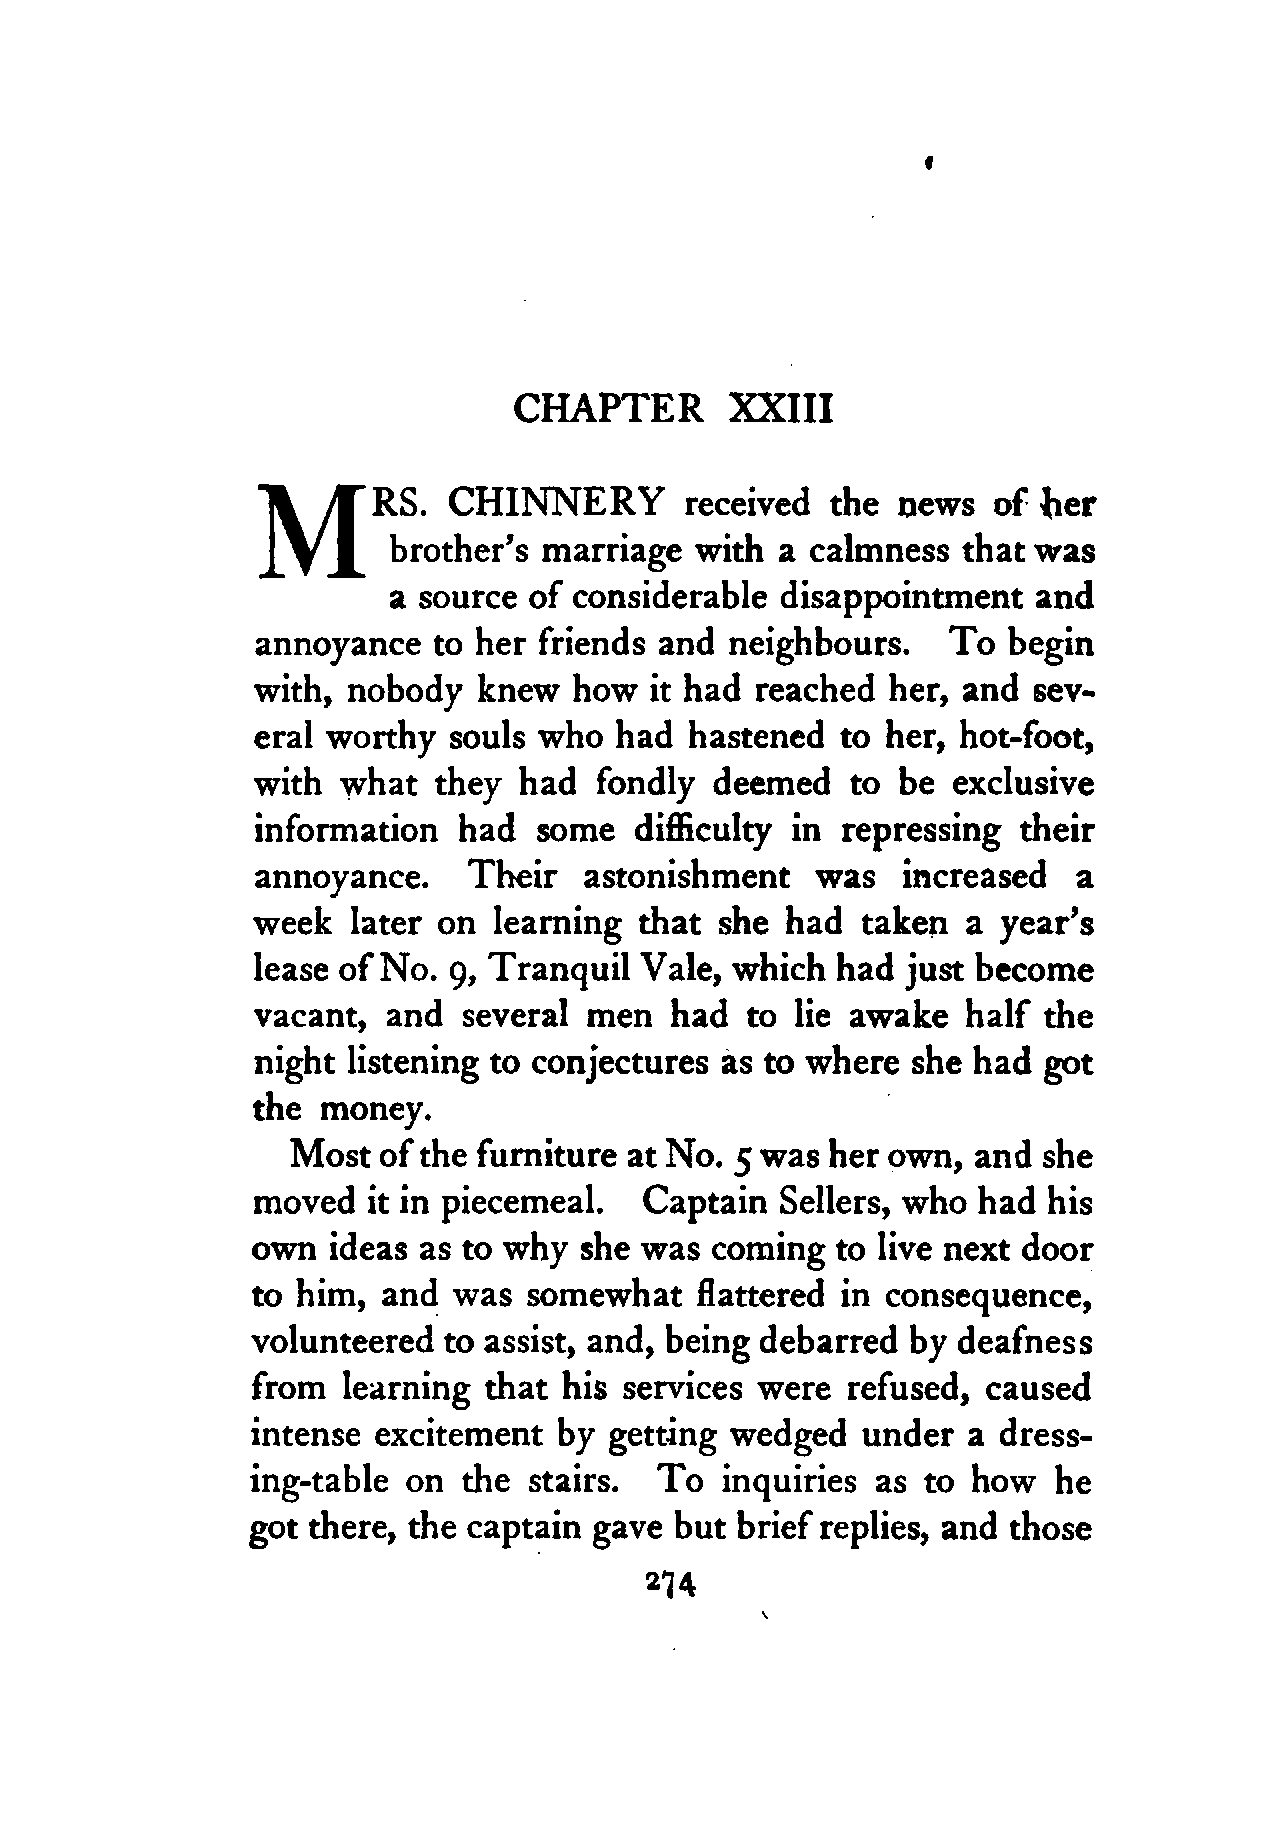 CHAPTER XXIII
MRS. CHINNERY received the news of her
brother's marriage with a calmness that was
a source of considerable disappointment and
annoyance to her friends and neighbours. To begin
with, nobody knew how it had reached her, and sev-
eral worthy souls who had hastened to her, hot-foot,
with what they had fondly deemed to be exclusive
information had some difficulty in repressing their
annoyance. Their astonishment was increased a
week later on learning that she had taken a year's
lease of No. 9, Tranquil Vale, which had just become
vacant, and several men had to lie awake half the
night listening to conjectures as to where she had got
the money.
Most of the furniture at No. 5 was her own, and she
moved it in piecemeal. Captain Sellers, who had his
own ideas as to why she was coming to live next door
to him, and was somewhat flattered in consequence,
volunteered to assist, and, being debarred by deafness
from learning that his services were refused, caused
intense excitement by getting wedged under a dress-
ing-table on the stairs. To inquiries as to how he
got there, the captain gave but brief replies, and those
274